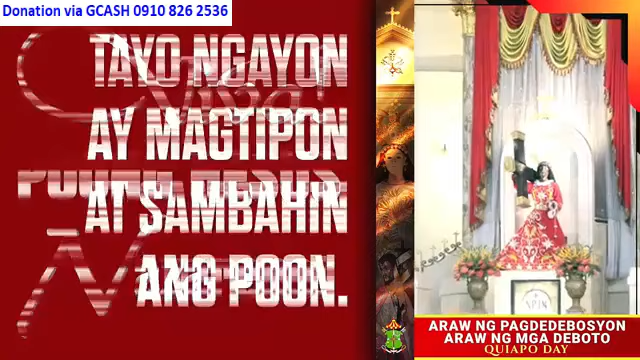 Donation via GCASH 0910 826 2536
TAYO NGAYON
AY MAGTIPON
AT SAMBAHIN
ANG POON.
ARAW NG PAGDEDEBOSYON
ARAW NG MGA DEBOTO
QUIAPO DAY